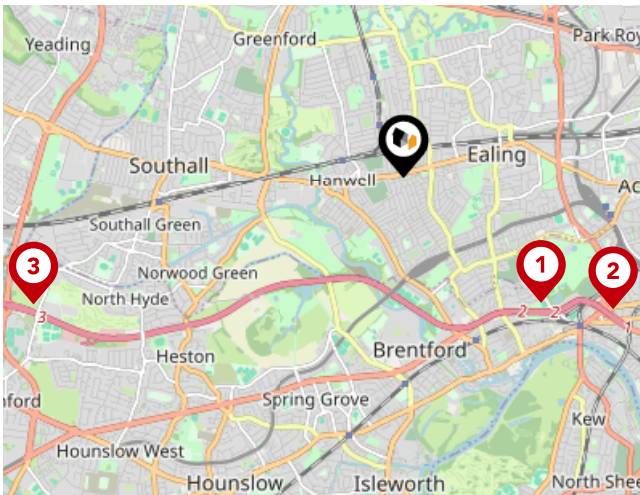 Yeading
Greenford
Park Roy
Southall
Hanwell
Ealing
Ac
Southall Green
3
1
2
Norwood Green
North Hyde
3
2
2
1
Heston
Brentford
nford
Spring Grove
Kew
Hounslow West
Hounslow
Isleworth
North Shee